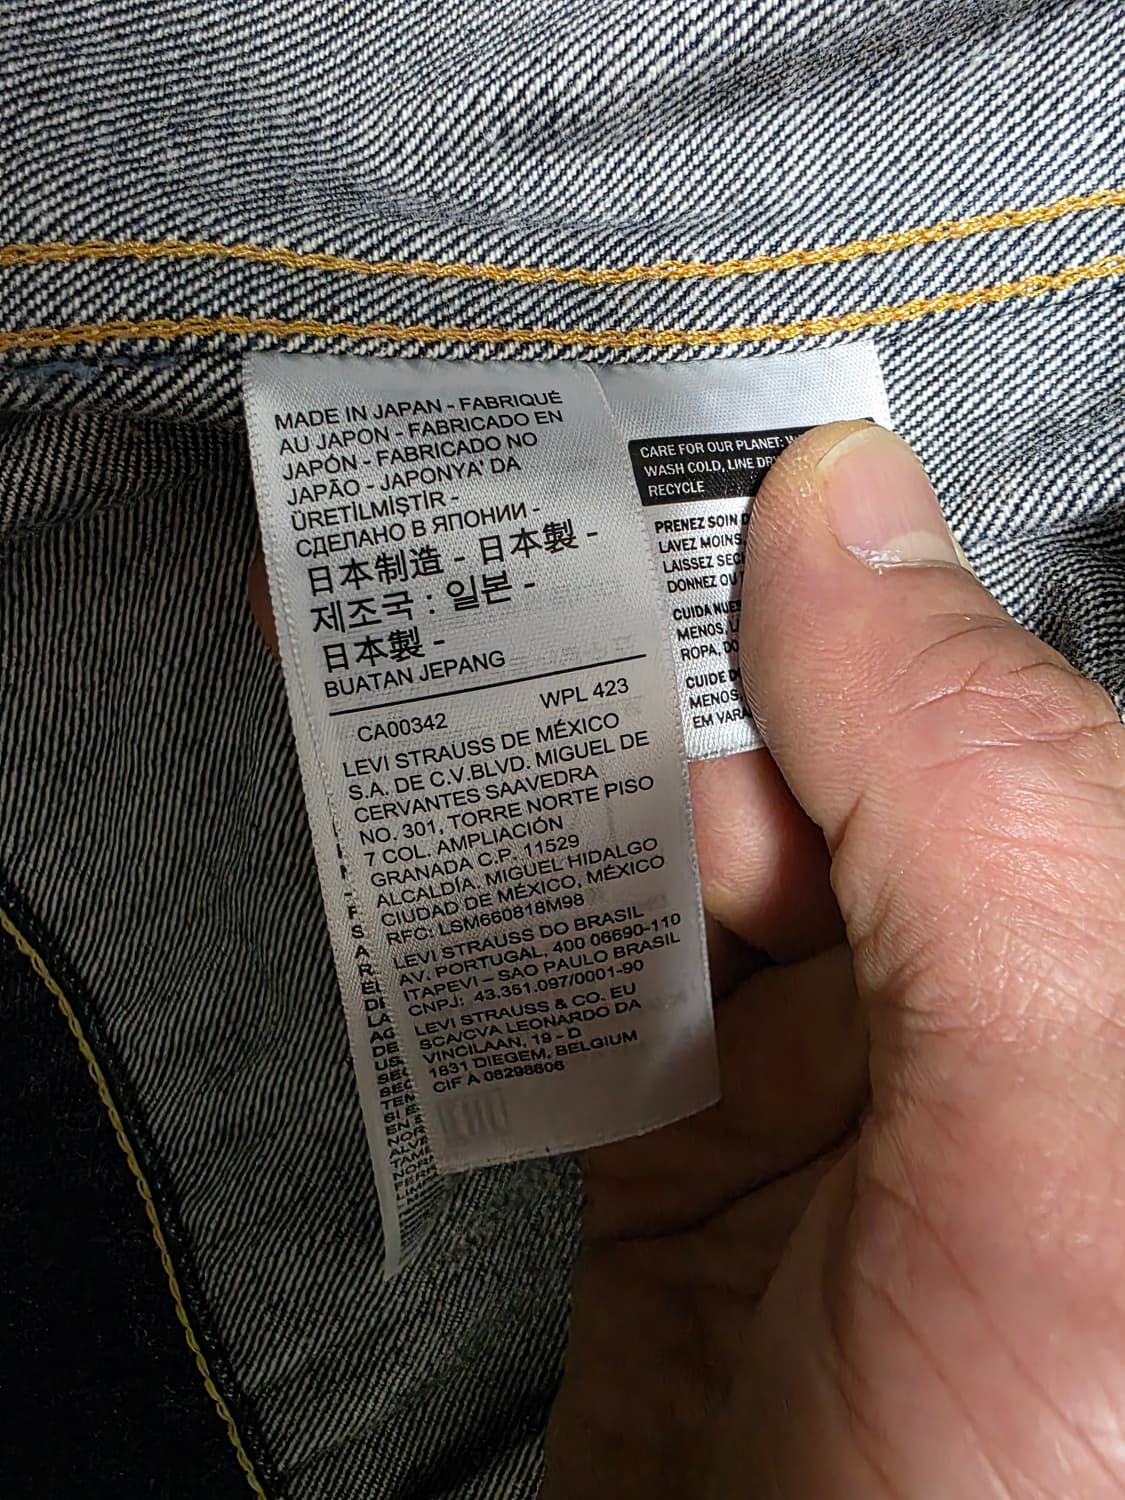 MADE IN JAPAN - FABRIQUÉ
AU JAPON - FABRICADO EN
JAPÓN - FABRICADO NO
JAPÃO - JAPONYA' DA
ÜRETİLMİŞTİR -
СДЕЛАНО В ЯПОНИИ -
日本制造 - 日本製 -
제조국 : 일본 -
日本製 -
BUATAN JEPANG
WPL 423
CA00342
LEVI STRAUSS DE MÉXICO
S.A. DE C.V.BLVD. MIGUEL DE
CERVANTES SAAVEDRA
NO. 301, TORRE NORTE PISO
7 COL. AMPLIACIÓN
GRANADA C.P. 11529
ALCALDÍA. MIGUEL HIDALGO
CIUDAD DE MÉXICO, MÉXICO
RFC: LSM660818M98
LEVI STRAUSS DO BRASIL
AV. PORTUGAL, 400 06690-110
ITAPEVI – SAO PAULO BRASIL
CNPJ: 43.351.097/0001-90
LEVI STRAUSS & CO. EU
SCA/CVA LEONARDO DA
VINCILAAN, 19 - D
1831 DIEGEM, BELGIUM
CIF A 08298606
CARE FOR OUR PLANET:
WASH COLD, LINE
RECYCLE
PRENEZ SOIN
LAVEZ MOINS
LAISSEZ
DONNEZ OU
CUIDA
MENOS,
ROPA,
CUIDE
MENOS,
EM